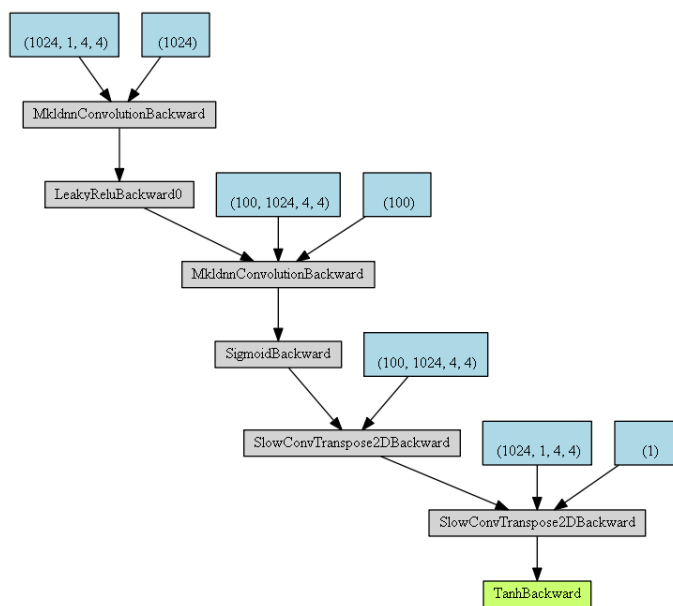 (1024, 1, 4, 4)
(1024)
MkldnnConvolutionBackward
LeakyReluBackward0
(100, 1024, 4, 4)
(100)
MkldnnConvolutionBackward
SigmoidBackward
(100, 1024, 4, 4)
SlowConvTranspose2DBackward
(1024, 1, 4, 4)
(1)
SlowConvTranspose2DBackward
TanhBackward